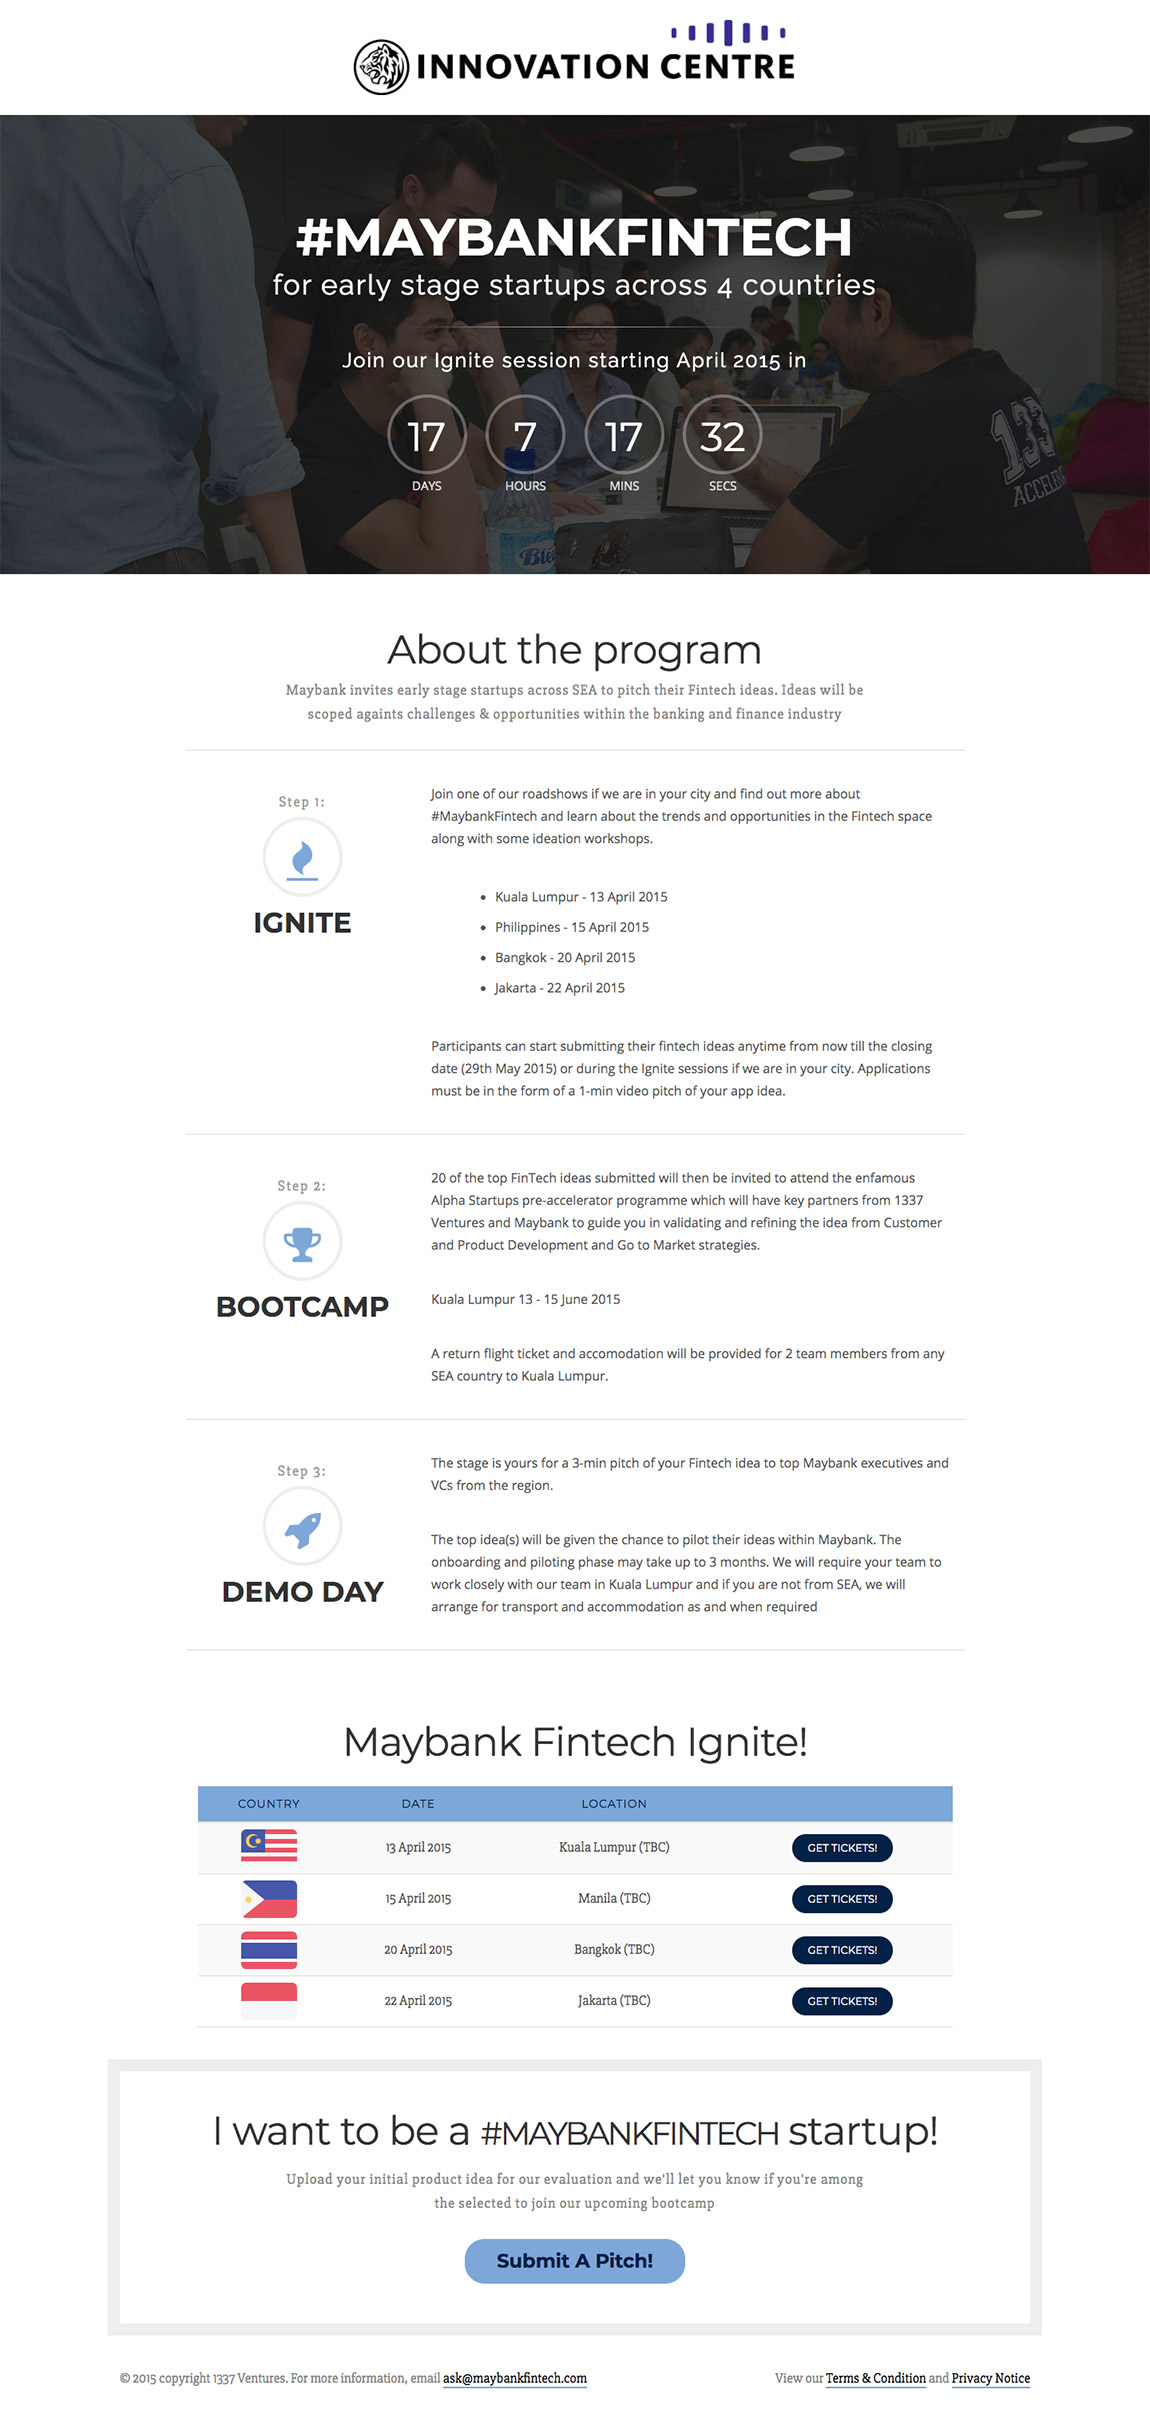 INNOVATION CENTRE
#MAYBANKFINTECH
for early stage startups across 4 countries
Join our Ignite session starting April 2015 in
17 7 17 32
DAYS HOURS MINS SECS
133
ACCELER
Ble
About the program
Maybank invites early stage startups across SEA to pitch their Fintech ideas. Ideas will be
scoped againts challenges & opportunities within the banking and finance industry
Step 1:
IGNITE
Join one of our roadshows if we are in your city and find out more about
#MaybankFintech and learn about the trends and opportunities in the Fintech space
along with some ideation workshops.
• Kuala Lumpur - 13 April 2015
• Philippines - 15 April 2015
• Bangkok - 20 April 2015
• Jakarta - 22 April 2015
Participants can start submitting their fintech ideas anytime from now till the closing
date (29th May 2015) or during the Ignite sessions if we are in your city. Applications
must be in the form of a 1-min video pitch of your app idea.
Step 2:
BOOTCAMP
20 of the top FinTech ideas submitted will then be invited to attend the enfamous
Alpha Startups pre-accelerator programme which will have key partners from 1337
Ventures and Maybank to guide you in validating and refining the idea from Customer
and Product Development and Go to Market strategies.
Kuala Lumpur 13 - 15 June 2015
A return flight ticket and accomodation will be provided for 2 team members from any
SEA country to Kuala Lumpur.
Step 3:
DEMO DAY
The stage is yours for a 3-min pitch of your Fintech idea to top Maybank executives and
VCs from the region.
The top idea(s) will be given the chance to pilot their ideas within Maybank. The
onboarding and piloting phase may take up to 3 months. We will require your team to
work closely with our team in Kuala Lumpur and if you are not from SEA, we will
arrange for transport and accommodation as and when required
Maybank Fintech Ignite!
COUNTRY DATE LOCATION
13 April 2015 Kuala Lumpur (TBC) GET TICKETS!
15 April 2015 Manila (TBC) GET TICKETS!
20 April 2015 Bangkok (TBC) GET TICKETS!
22 April 2015 Jakarta (TBC) GET TICKETS!
I want to be a #MAYBANKFINTECH startup!
Upload your initial product idea for our evaluation and we'll let you know if you're among
the selected to join our upcoming bootcamp
Submit A Pitch!
© 2015 copyright 1337 Ventures. For more information, email ask@maybankfintech.com View our Terms & Condition and Privacy Notice